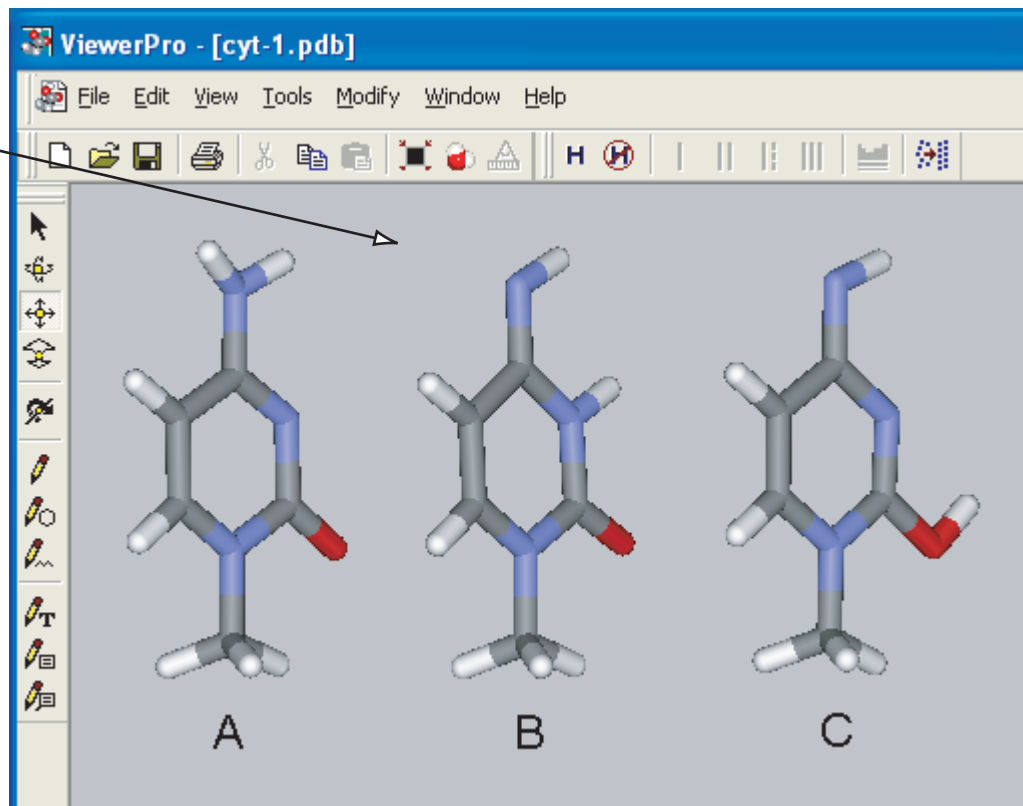 ViewerPro - [cyt-1.pdb]
File Edit View Tools Modify Window Help
H H
T
A B C